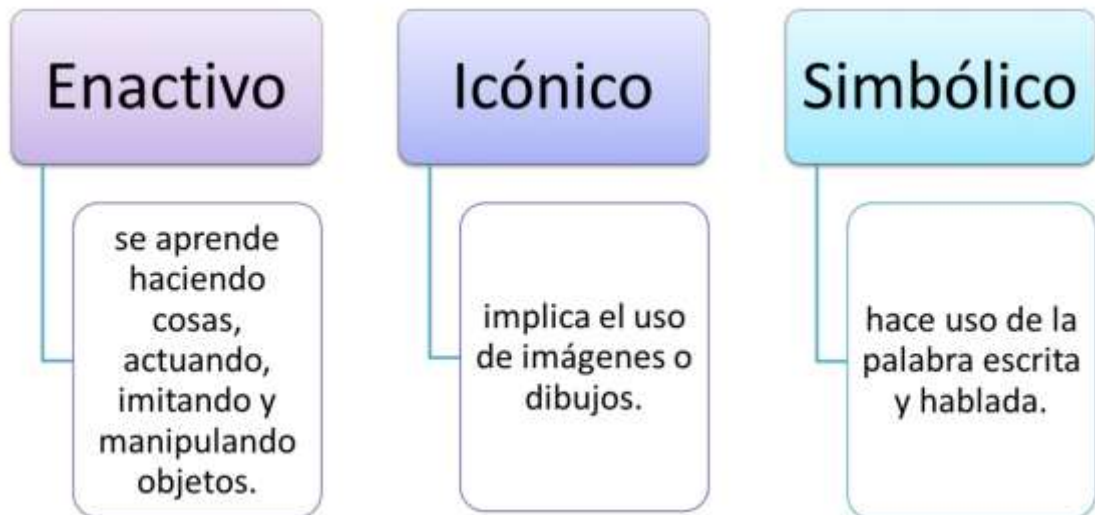 Enactivo
se aprende
haciendo
cosas,
actuando,
imitando y
manipulando
objetos.
Icónico
implica el uso
de imágenes o
dibujos.
Simbólico
hace uso de la
palabra escrita
y hablada.